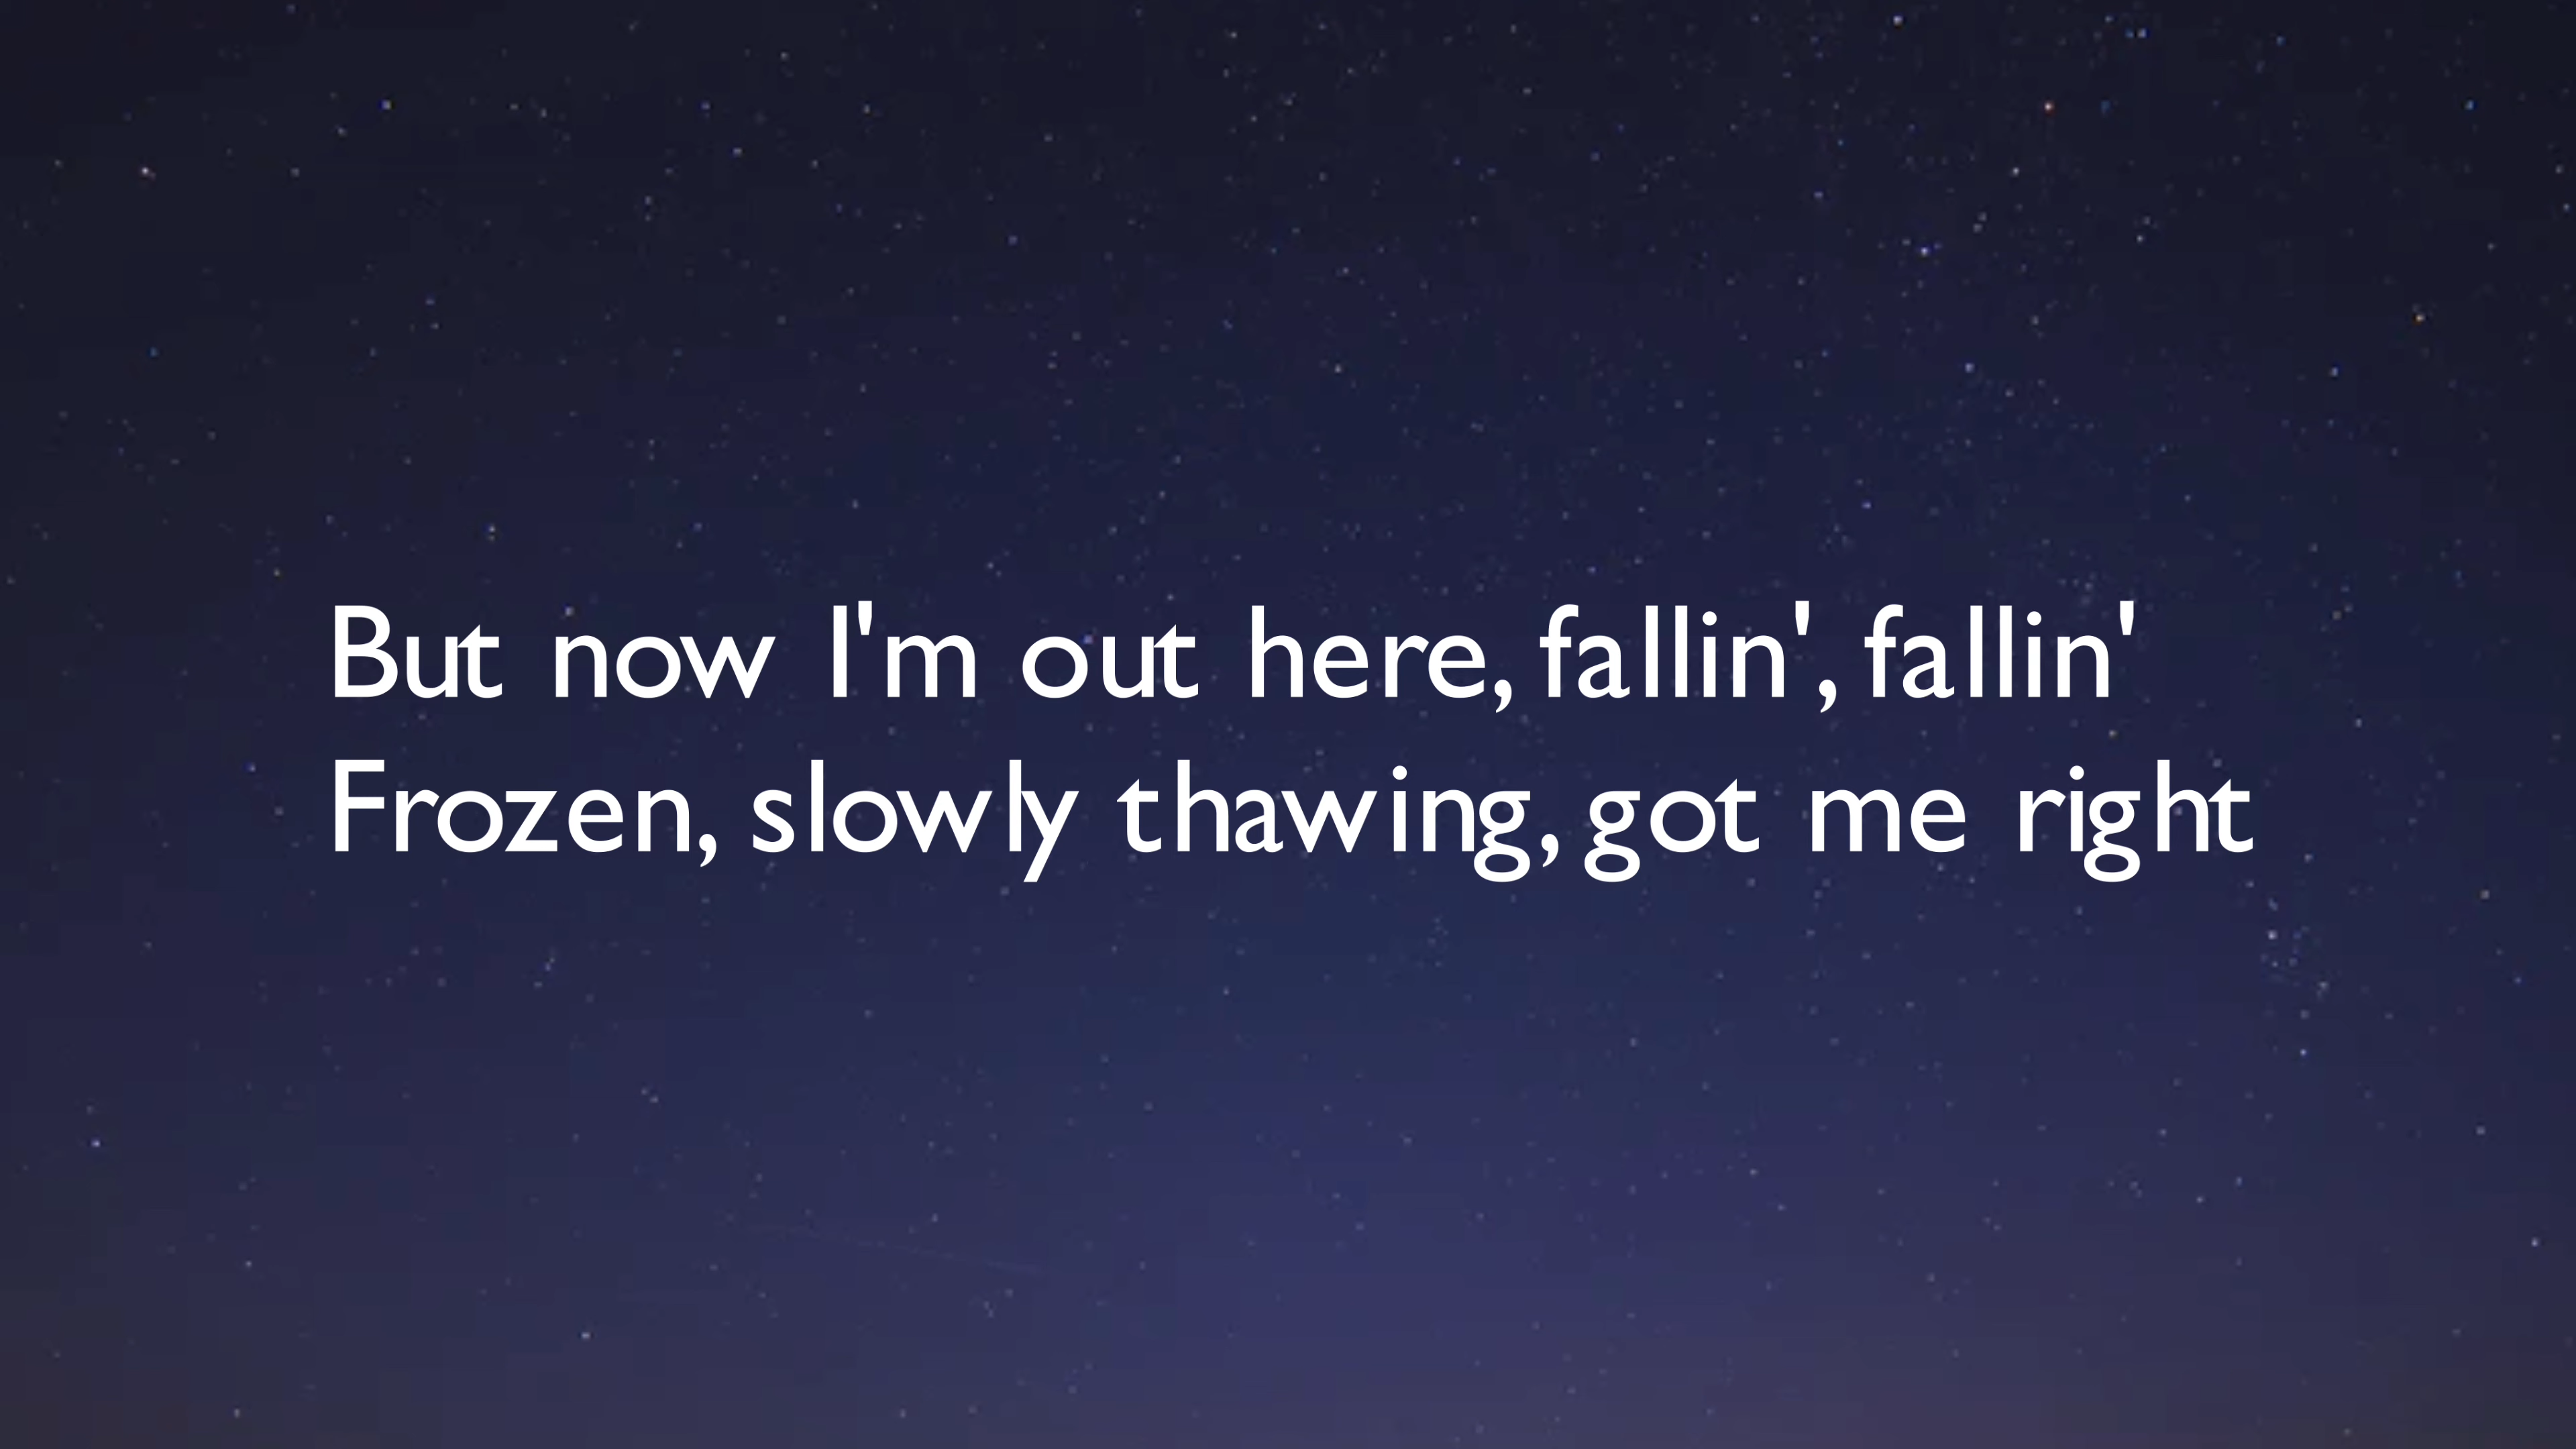 But now I'm out here, fallin', fallin'
Frozen, slowly thawing, got me right